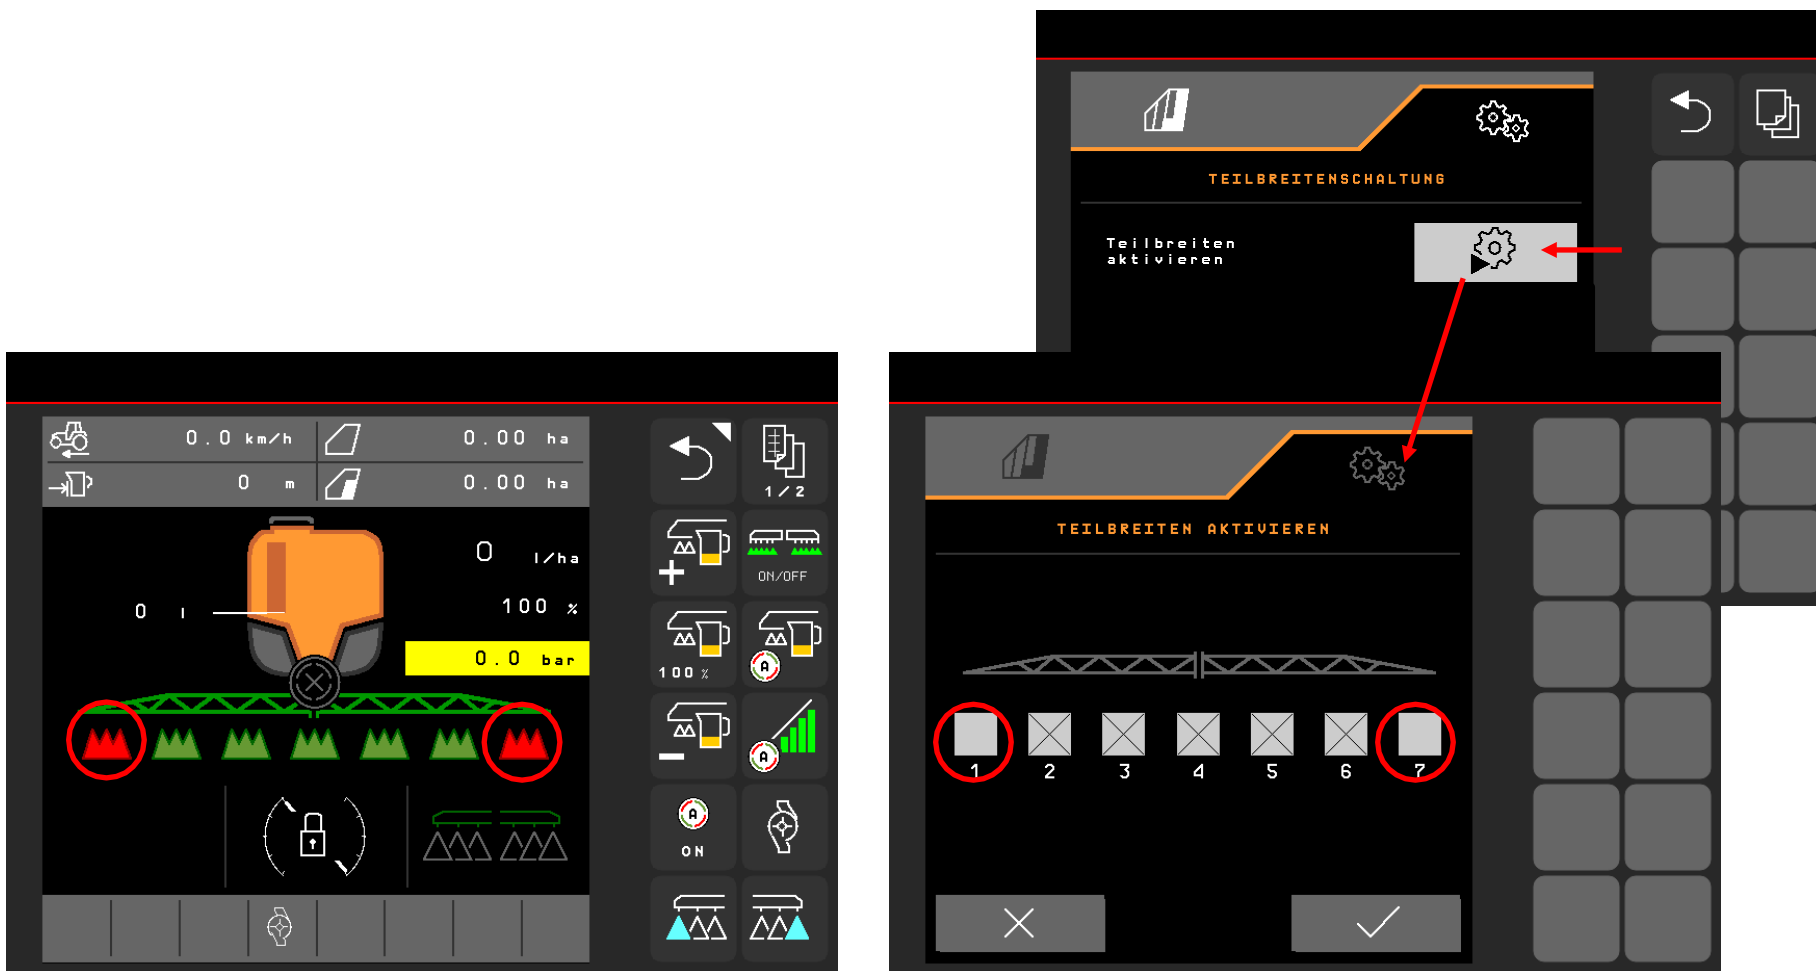 TEILBREITENSCHALTUNG
Teilbreiten
aktivieren
0.0 km/h
0.00 ha
0 m
0.00 ha
1/2
0 l/ha
ON/OFF
0 l
100 %
0.0 bar
100 %
A
A
A
ON
TEILBREITEN AKTIVIEREN
1 2 3 4 5 6 7